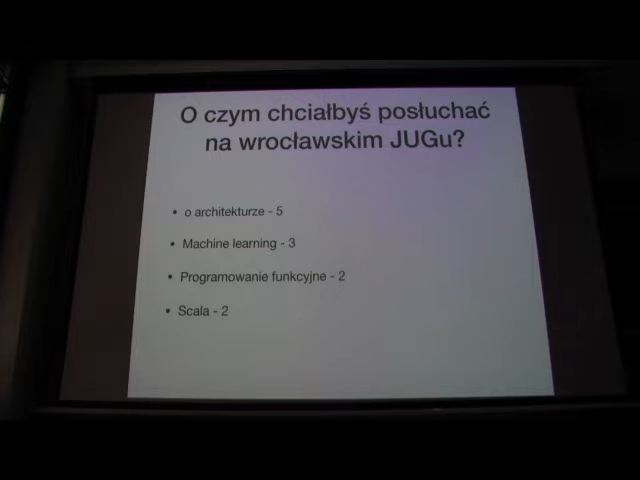 O czym chciałbyś posłuchać
na wrocławskim JUGu?
• o architekturze - 5
• Machine learning - 3
• Programowanie funkcyjne - 2
• Scala - 2